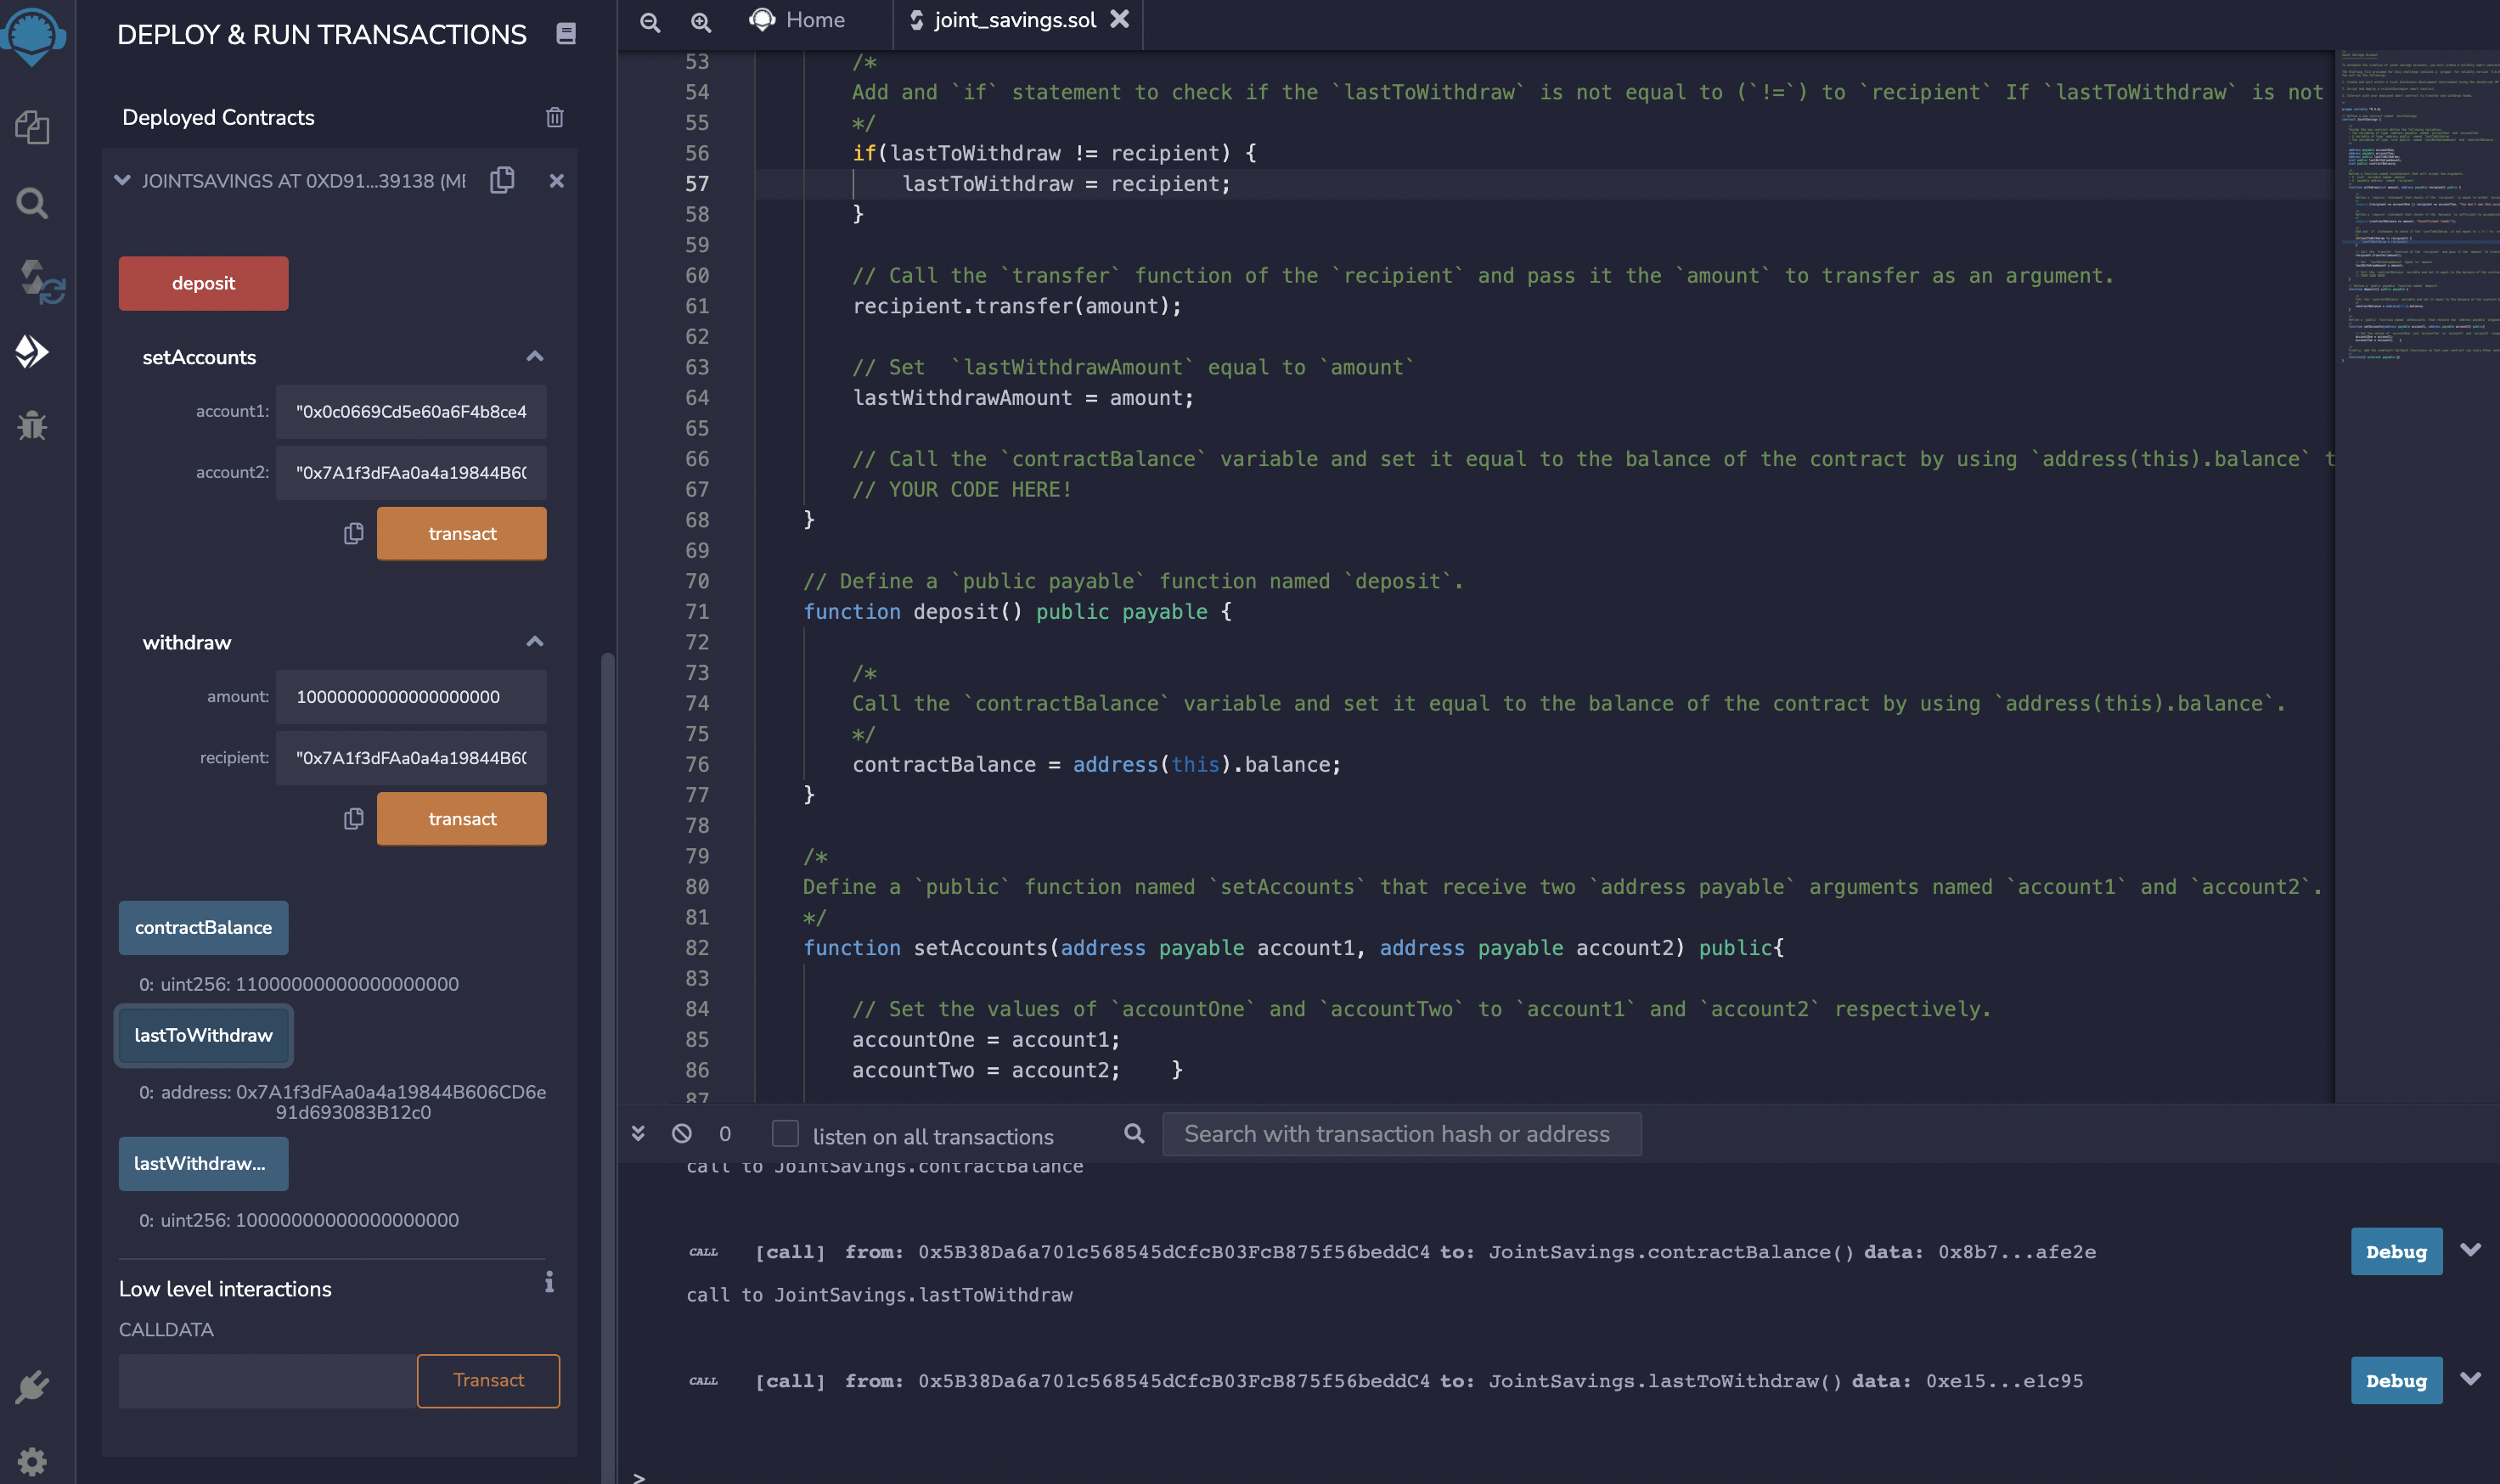 DEPLOY & RUN TRANSACTIONS
Deployed Contracts
JOINTSAVINGS AT 0XD91...39138 (ME
deposit
setAccounts
account1:
"0x0c0669Cd5e60a6F4b8ce4
account2:
"0x7A1f3dFAa0a4a19844B60
transact
withdraw
amount:
10000000000000000000
recipient:
"0x7A1f3dFAa0a4a19844B60
transact
contractBalance
0: uint256: 11000000000000000000
lastToWithdraw
0: address: 0x7A1f3dFAa0a4a19844B606CD6e
91d693083B12c0
lastWithdraw...
0: uint256: 10000000000000000000
Low level interactions
CALLDATA
Transact
Home
joint_savings.sol
53 /*
54 Add and `if` statement to check if the `lastToWithdraw` is not equal to (`!=`) to `recipient` If `lastToWithdraw` is not
55 */
56 if(lastToWithdraw != recipient) {
57 lastToWithdraw = recipient;
58 }
59
60 // Call the `transfer` function of the `recipient` and pass it the `amount` to transfer as an argument.
61 recipient.transfer(amount);
62
63 // Set  `lastWithdrawAmount` equal to `amount`
64 lastWithdrawAmount = amount;
65
66 // Call the `contractBalance` variable and set it equal to the balance of the contract by using `address(this).balance` t
67 // YOUR CODE HERE!
68 }
69
70 // Define a `public payable` function named `deposit`.
71 function deposit() public payable {
72
73 /*
74 Call the `contractBalance` variable and set it equal to the balance of the contract by using `address(this).balance`.
75 */
76 contractBalance = address(this).balance;
77 }
78
79 /*
80 Define a `public` function named `setAccounts` that receive two `address payable` arguments named `account1` and `account2`.
81 */
82 function setAccounts(address payable account1, address payable account2) public{
83
84 // Set the values of `accountOne` and `accountTwo` to `account1` and `account2` respectively.
85 accountOne = account1;
86 accountTwo = account2;    }
87
0
listen on all transactions
Search with transaction hash or address
call to JointSavings.contractBalance
CALL [call] from: 0x5B38Da6a701c568545dCfcB03FcB875f56beddC4 to: JointSavings.contractBalance() data: 0x8b7...afe2e
Debug
call to JointSavings.lastToWithdraw
CALL [call] from: 0x5B38Da6a701c568545dCfcB03FcB875f56beddC4 to: JointSavings.lastToWithdraw() data: 0xe15...e1c95
Debug
>